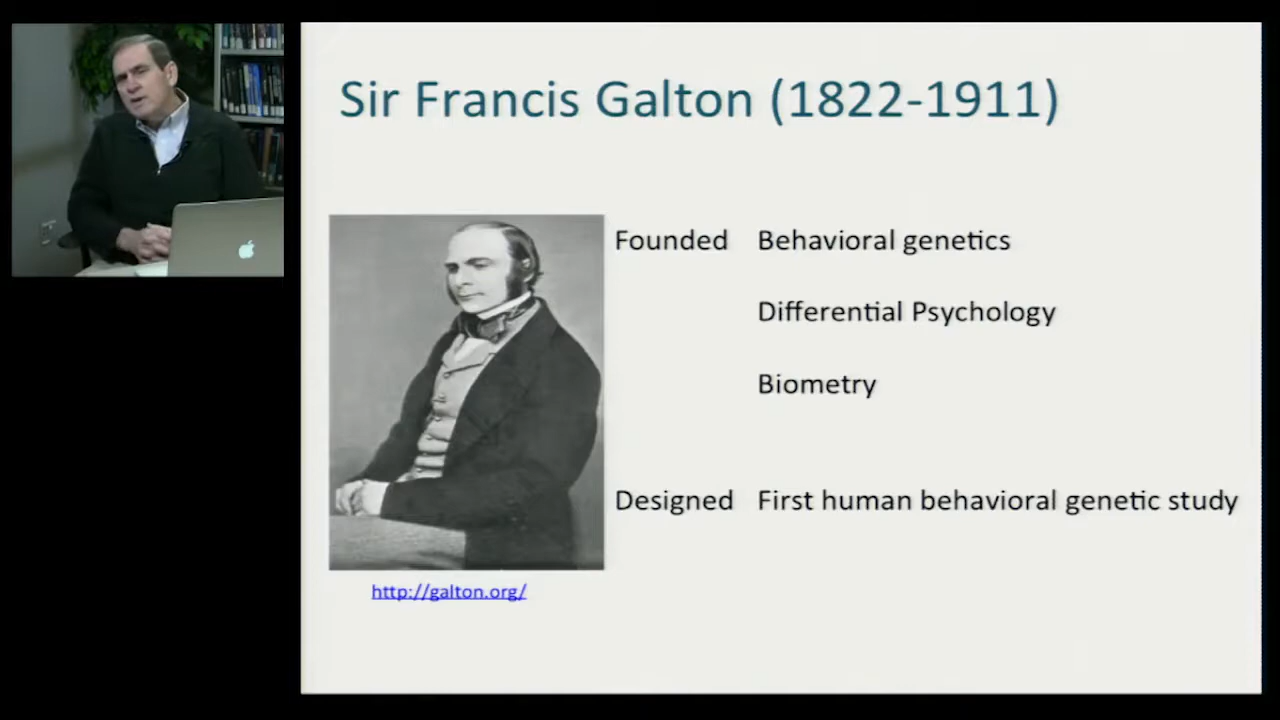 Sir Francis Galton (1822-1911)
Founded Behavioral genetics
Differential Psychology
Biometry
Designed First human behavioral genetic study
http://galton.org/